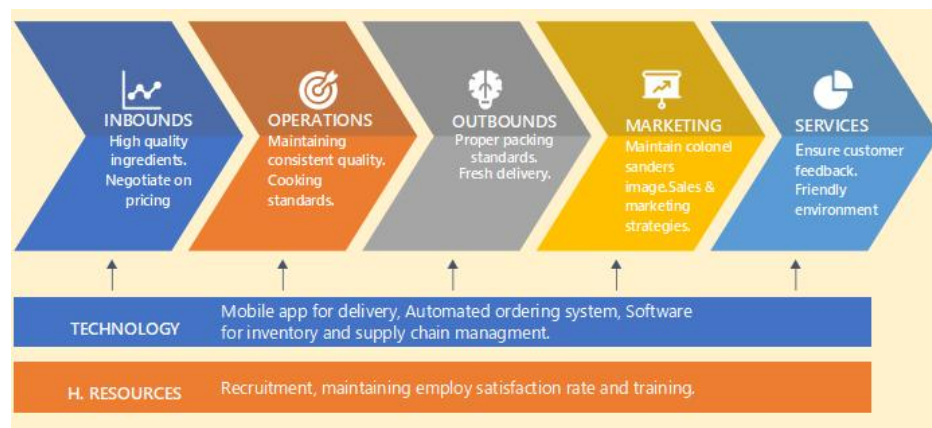 INBOUNDS
High quality
ingredients.
Negotiate on
pricing
OPERATIONS
Maintaining
consistent quality.
Cooking
standards.
OUTBOUNDS
Proper packing
standards.
Fresh delivery.
MARKETING
Maintain colonel
sanders
image.Sales &
marketing
strategies.
SERVICES
Ensure customer
feedback.
Friendly
environment
TECHNOLOGY
Mobile app for delivery, Automated ordering system, Software
for inventory and supply chain managment.
H. RESOURCES
Recruitment, maintaining employ satisfaction rate and training.